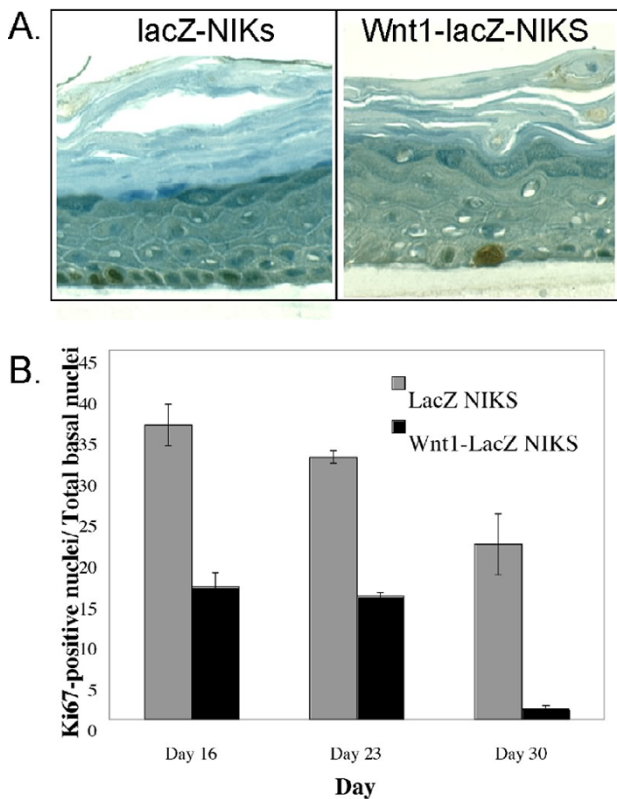 A.
lacZ-NIKs
Wnt1-lacZ-NIKS
B.
Ki67-positive nuclei/ Total basal nuclei
45
40
35
30
25
20
15
10
5
0
LacZ NIKS
Wnt1-LacZ NIKS
Day 16
Day 23
Day 30
Day